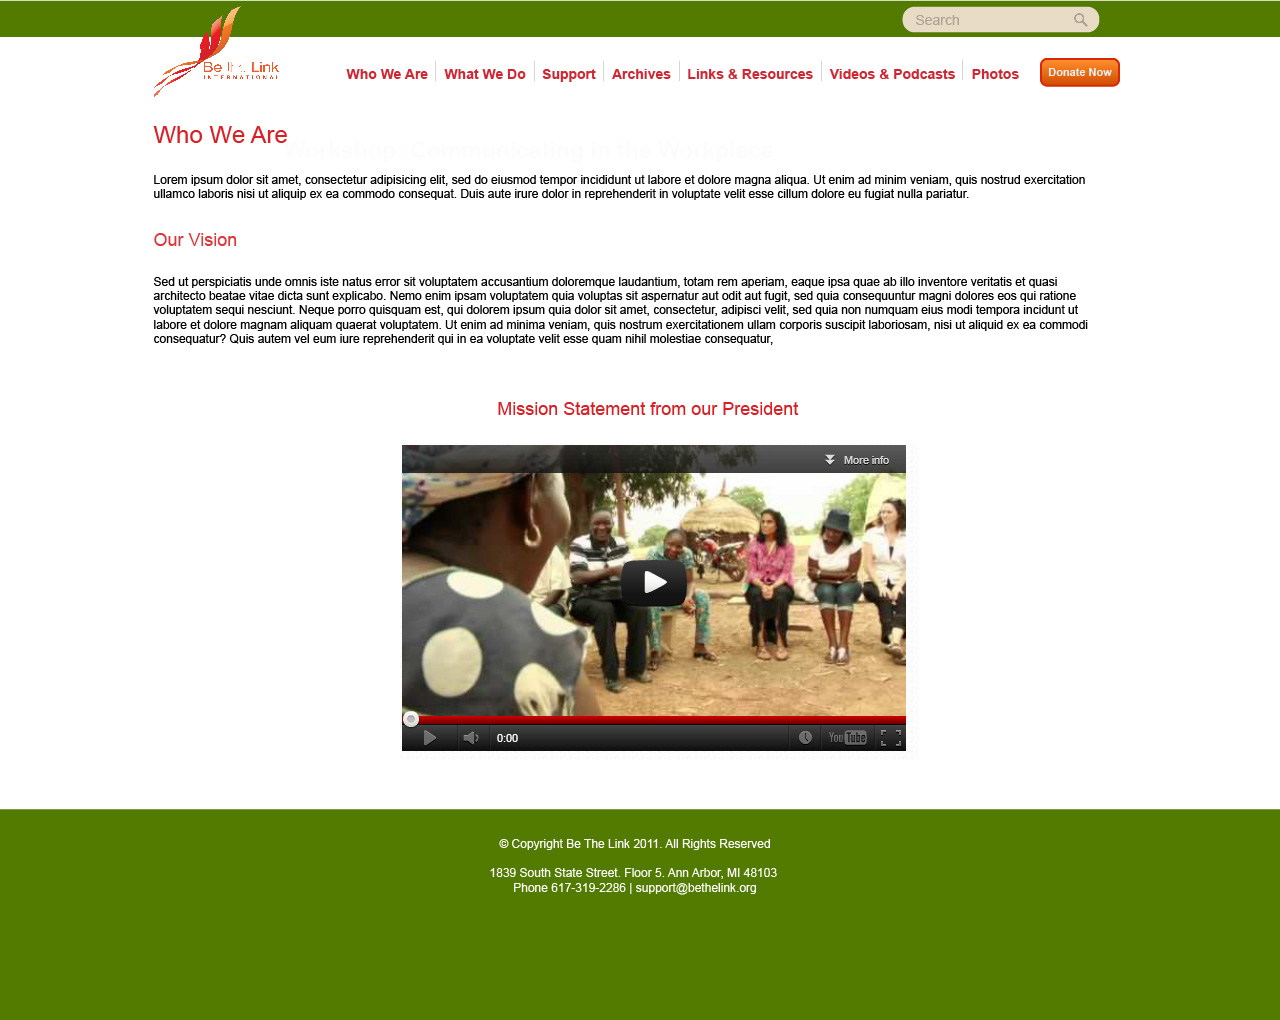 Search
Be the Link
INTERNATIONAL
Who We Are
What We Do
Support
Archives
Links & Resources
Videos & Podcasts
Photos
Donate Now
Who We Are
Workshop Communicating in the Workplace
Lorem ipsum dolor sit amet, consectetur adipisicing elit, sed do eiusmod tempor incididunt ut labore et dolore magna aliqua. Ut enim ad minim veniam, quis nostrud exercitation
ullamco laboris nisi ut aliquip ex ea commodo consequat. Duis aute irure dolor in reprehenderit in voluptate velit esse cillum dolore eu fugiat nulla pariatur.
Our Vision
Sed ut perspiciatis unde omnis iste natus error sit voluptatem accusantium doloremque laudantium, totam rem aperiam, eaque ipsa quae ab illo inventore veritatis et quasi
architecto beatae vitae dicta sunt explicabo. Nemo enim ipsam voluptatem quia voluptas sit aspernatur aut odit aut fugit, sed quia consequuntur magni dolores eos qui ratione
voluptatem sequi nesciunt. Neque porro quisquam est, qui dolorem ipsum quia dolor sit amet, consectetur, adipisci velit, sed quia non numquam eius modi tempora incidunt ut
labore et dolore magnam aliquam quaerat voluptatem. Ut enim ad minima veniam, quis nostrum exercitationem ullam corporis suscipit laboriosam, nisi ut aliquid ex ea commodi
consequatur? Quis autem vel eum iure reprehenderit qui in ea voluptate velit esse quam nihil molestiae consequatur,
Mission Statement from our President
More info
0:00
YouTube
© Copyright Be The Link 2011. All Rights Reserved
1839 South State Street. Floor 5. Ann Arbor, MI 48103
Phone 617-319-2286 | support@bethelink.org